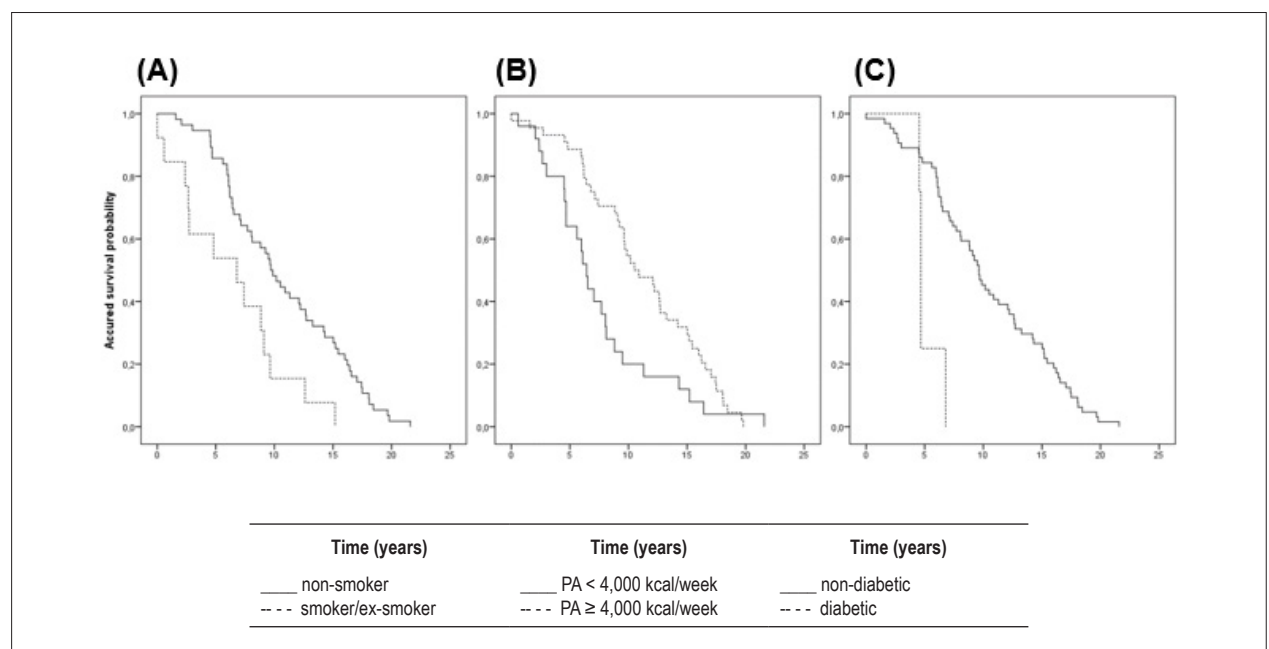 (A) (B) (C)
1,0 1,0 1,0
0,8 0,8 0,8
0,6 0,6 0,6
0,4 0,4 0,4
0,2 0,2 0,2
0,0 0,0 0,0
Accured survival probability
0 5 10 15 20 25 0 5 10 15 20 25 0 5 10 15 20 25
Time (years) Time (years) Time (years)
____ non-smoker ____ PA < 4,000 kcal/week ____ non-diabetic
-- - - smoker/ex-smoker -- - - PA ≥ 4,000 kcal/week -- - - diabetic